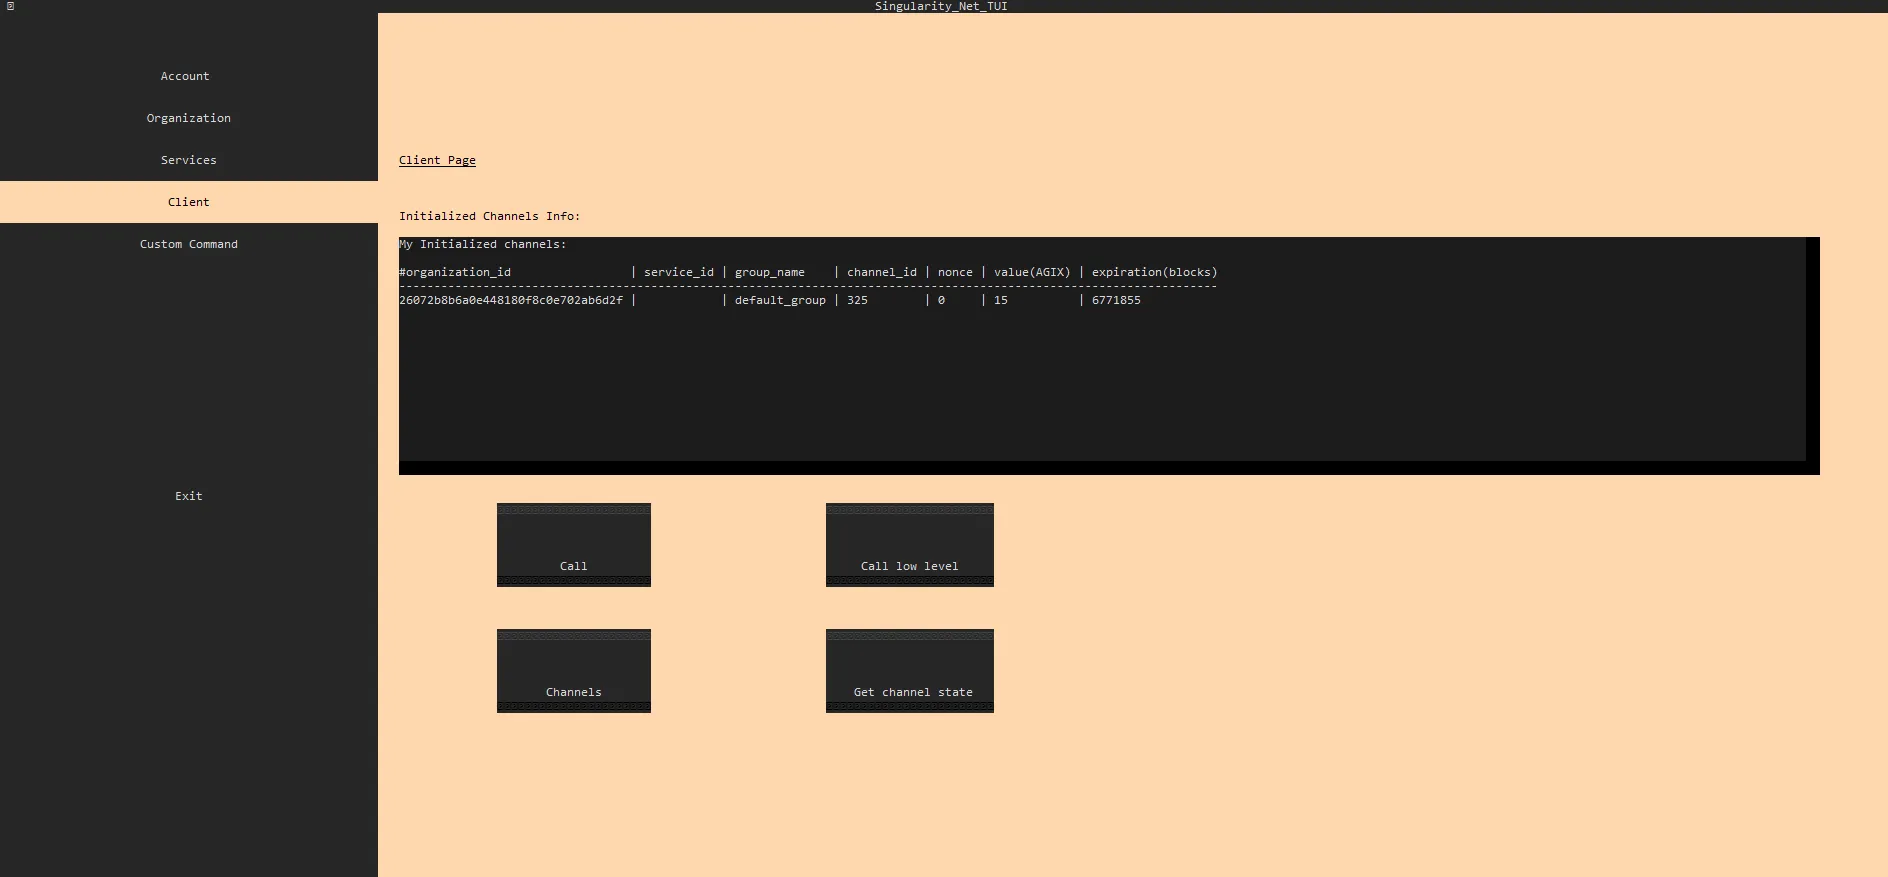 Singularity_Net_TUI
Account
Organization
Services
Client
Custom Command
Exit
Client Page
Initialized Channels Info:
My Initialized channels:
#organization_id | service_id | group_name | channel_id | nonce | value(AGIX) | expiration(blocks)
26072b8b6a0e448180f8c0e702ab6d2f | | default_group | 325 | 0 | 15 | 6771855
Call
Call low level
Channels
Get channel state